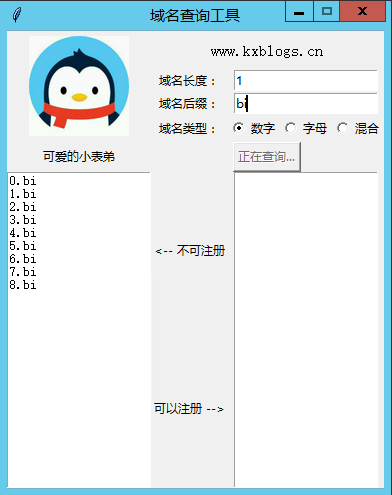 域名查询工具
www.kxblogs.cn
域名长度： 1
域名后缀： bi
域名类型： 数字 字母 混合
可爱的小表弟
正在查询...
0.bi
1.bi
2.bi
3.bi
4.bi
5.bi
6.bi
7.bi
8.bi
<-- 不可注册
可以注册 -->